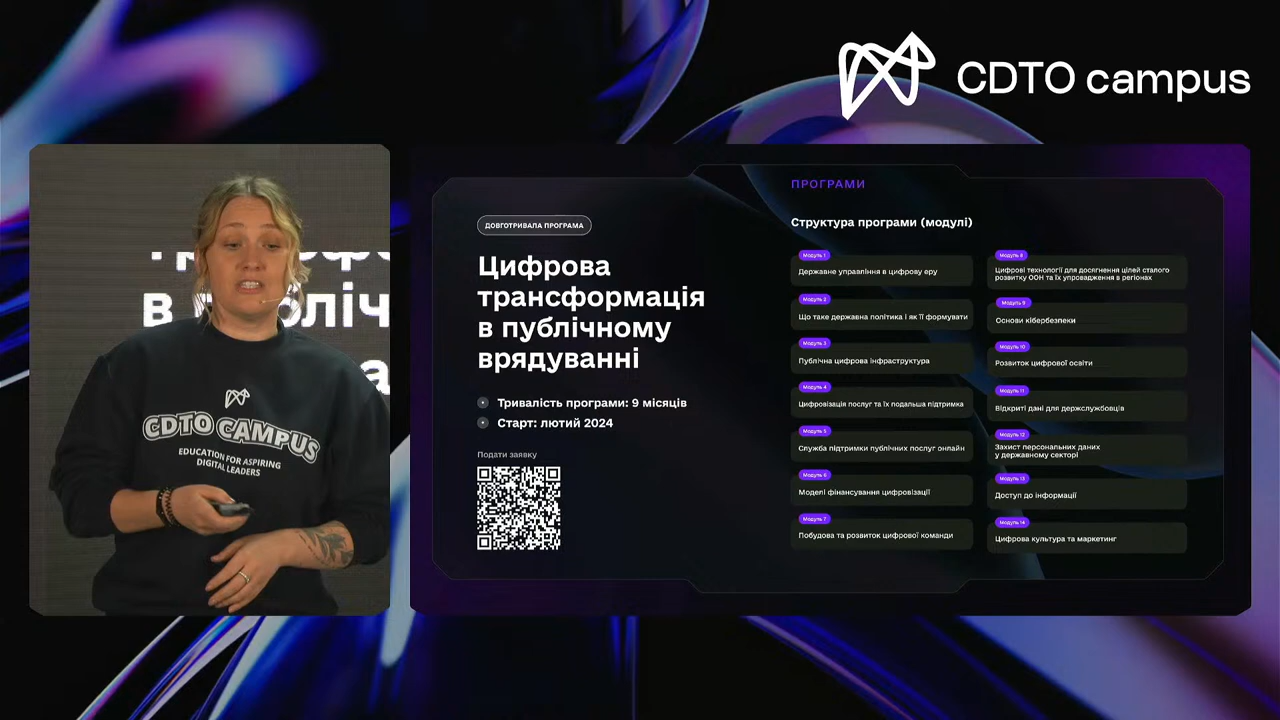 CDTO campus
в публіч
CDTO CAMPUS
EDUCATION FOR ASPIRING
DIGITAL LEADERS
ДОВГОТРИВАЛА ПРОГРАМА
Цифрова
трансформація
в публічному
врядуванні
Тривалість програми: 9 місяців
Старт: лютий 2024
Подати заявку
ПРОГРАМИ
Структура програми (модулі)
Модуль 1
Державне управління в цифрову еру
Модуль 2
Що таке державна політика і як її формувати
Модуль 3
Публічна цифрова інфраструктура
Модуль 4
Цифровізація послуг та їх подальша підтримка
Модуль 5
Служба підтримки публічних послуг онлайн
Модуль 6
Моделі фінансування цифровізації
Модуль 7
Побудова та розвиток цифрової команди
Модуль 8
Цифрові технології для досягнення цілей сталого
розвитку ООН та їх упровадження в регіонах
Модуль 9
Основи кібербезпеки
Модуль 10
Розвиток цифрової освіти
Модуль 11
Відкриті дані для держслужбовців
Модуль 12
Захист персональних даних
у державному секторі
Модуль 13
Доступ до інформації
Модуль 14
Цифрова культура та маркетинг